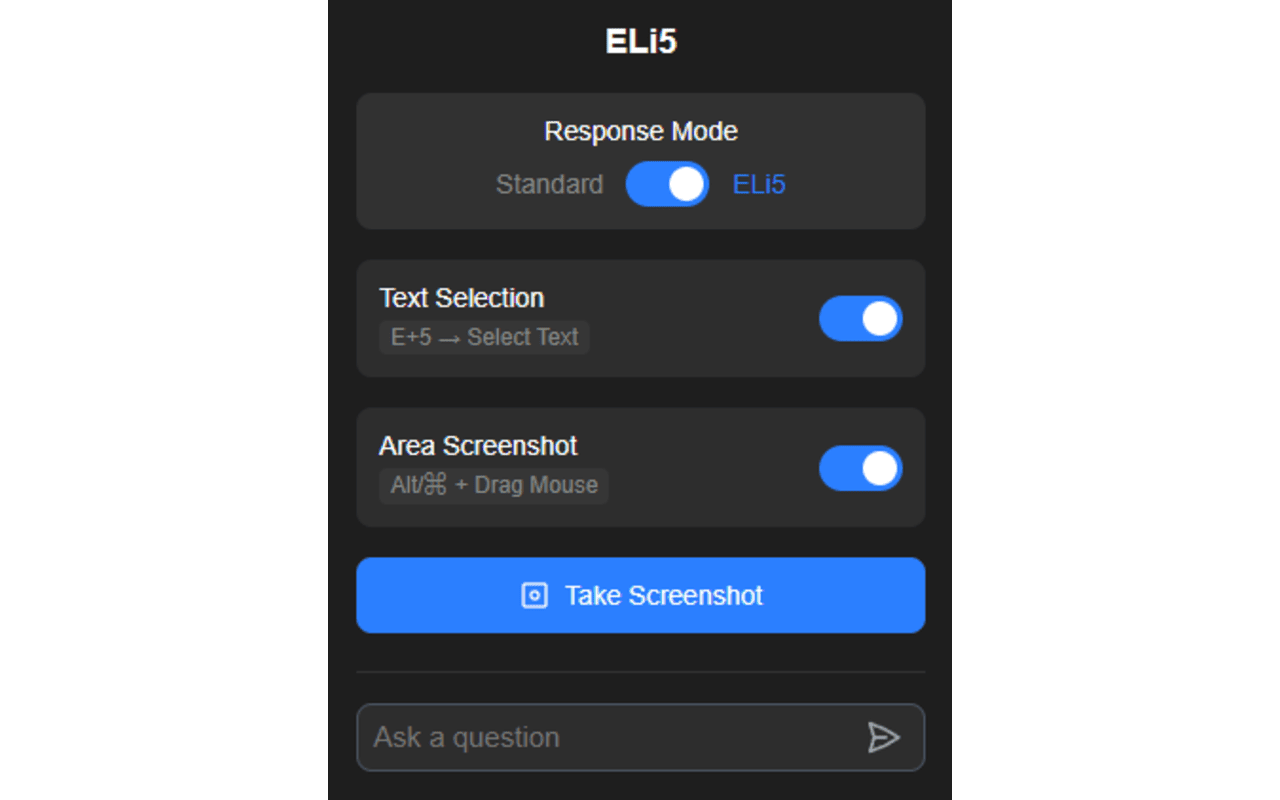 ELi5
Response Mode
Standard ELi5
Text Selection
E+5 → Select Text
Area Screenshot
Alt/⌘ + Drag Mouse
Take Screenshot
Ask a question